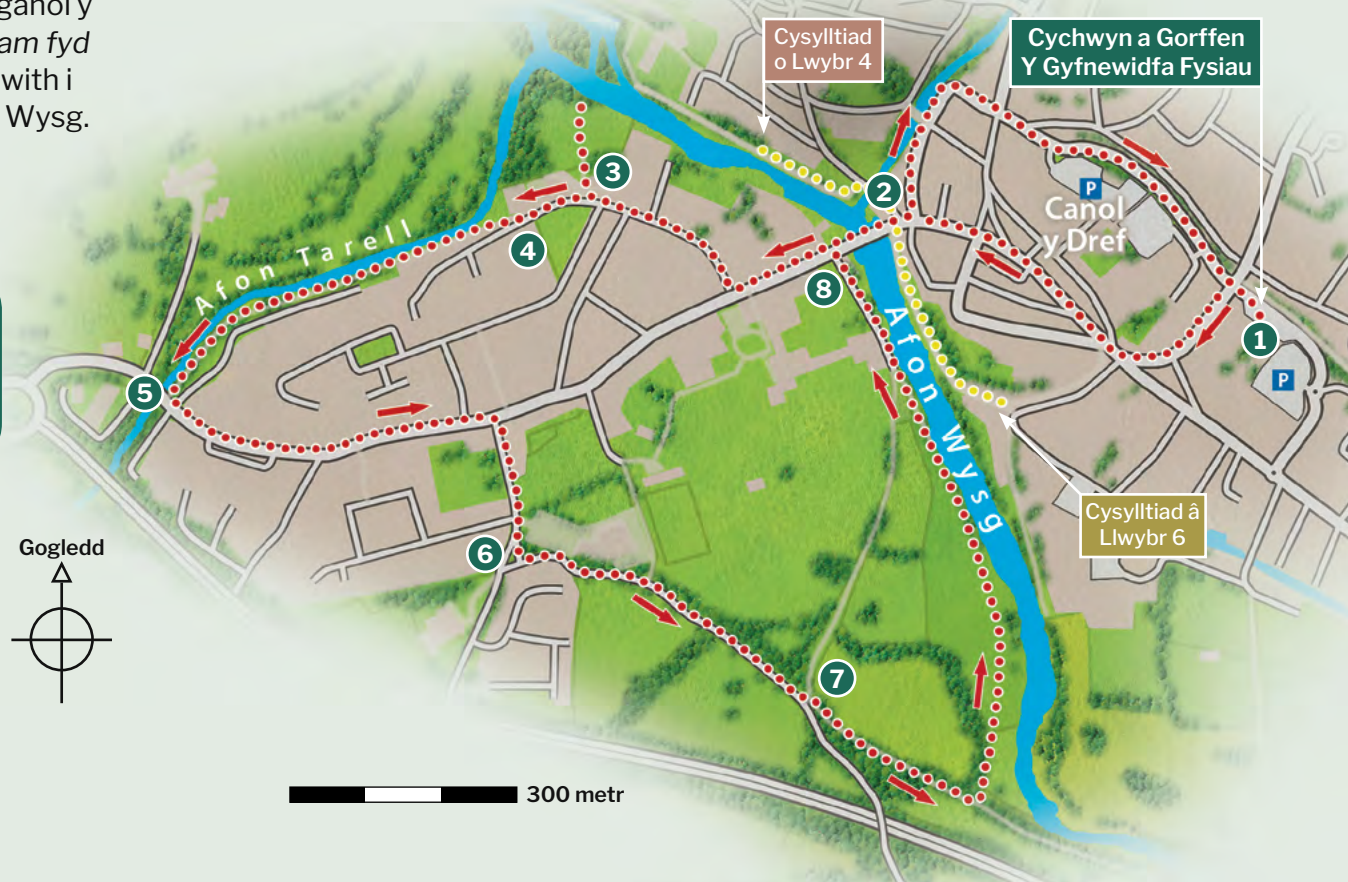 ganol y
am fyd
with i
Wysg.
Cysylltiad
o Lwybr 4
Cychwyn a Gorffen
Y Gyfnewidfa Fysiau
3
2
P
Canol
y Dref
4
Afon Tarell
8
1
P
5
Afon Wysg
Cysylltiad â
Llwybr 6
Gogledd
6
7
300 metr